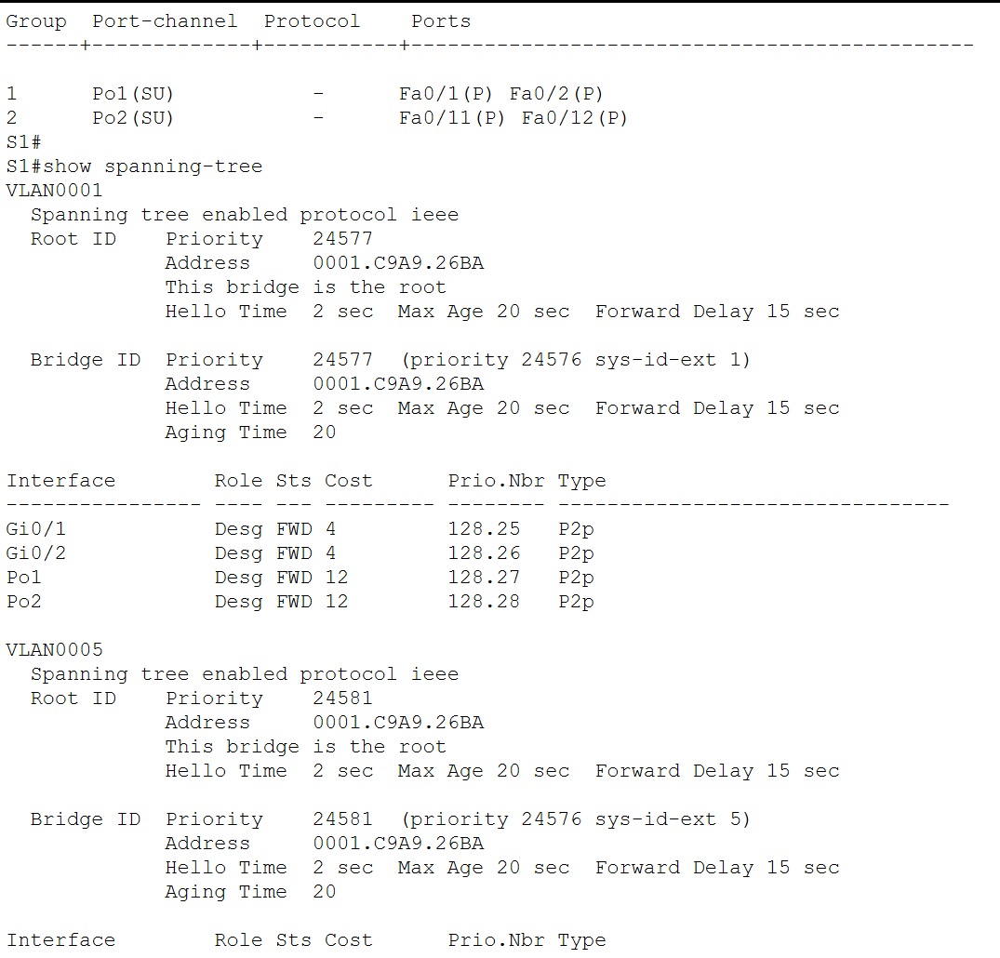 Group  Port-channel  Protocol    Ports
------+-------------+-----------+----------------------------------------------
1      Po1(SU)           -      Fa0/1(P) Fa0/2(P)
2      Po2(SU)           -      Fa0/11(P) Fa0/12(P)
S1#
S1#show spanning-tree
VLAN0001
  Spanning tree enabled protocol ieee
  Root ID    Priority    24577
             Address     0001.C9A9.26BA
             This bridge is the root
             Hello Time  2 sec  Max Age 20 sec  Forward Delay 15 sec
  Bridge ID  Priority    24577  (priority 24576 sys-id-ext 1)
             Address     0001.C9A9.26BA
             Hello Time  2 sec  Max Age 20 sec  Forward Delay 15 sec
             Aging Time  20
Interface        Role Sts Cost      Prio.Nbr Type
---------------- ---- --- --------- -------- --------------------------------
Gi0/1            Desg FWD 4         128.25   P2p
Gi0/2            Desg FWD 4         128.26   P2p
Po1              Desg FWD 12        128.27   P2p
Po2              Desg FWD 12        128.28   P2p
VLAN0005
  Spanning tree enabled protocol ieee
  Root ID    Priority    24581
             Address     0001.C9A9.26BA
             This bridge is the root
             Hello Time  2 sec  Max Age 20 sec  Forward Delay 15 sec
  Bridge ID  Priority    24581  (priority 24576 sys-id-ext 5)
             Address     0001.C9A9.26BA
             Hello Time  2 sec  Max Age 20 sec  Forward Delay 15 sec
             Aging Time  20
Interface        Role Sts Cost      Prio.Nbr Type